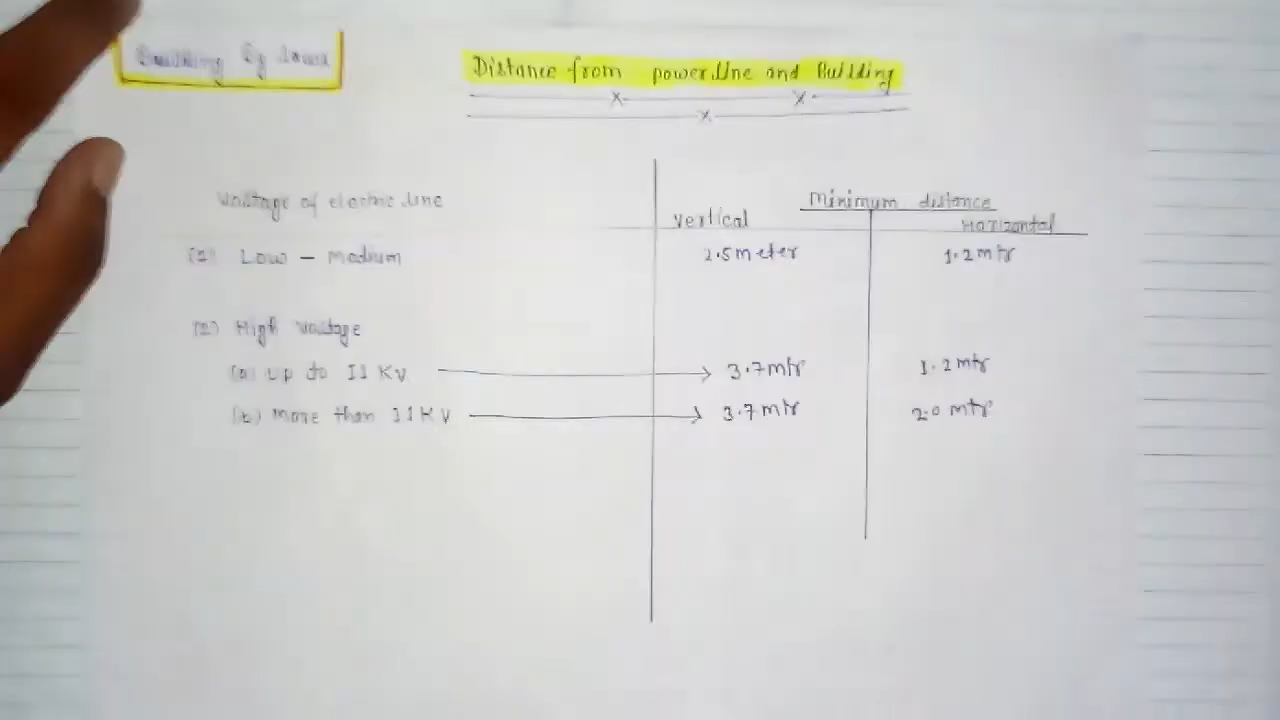 Building By laws
Distance from power line and Building
Voltage of electric line
Minimum distance
Vertical
Horizontal
(1) Low - medium 2.5 meter 1.2 mtr
(2) High Voltage
(a) up to 11 KV 3.7 mtr 1.2 mtr
(b) More than 11 KV 3.7 mtr 2.0 mtr